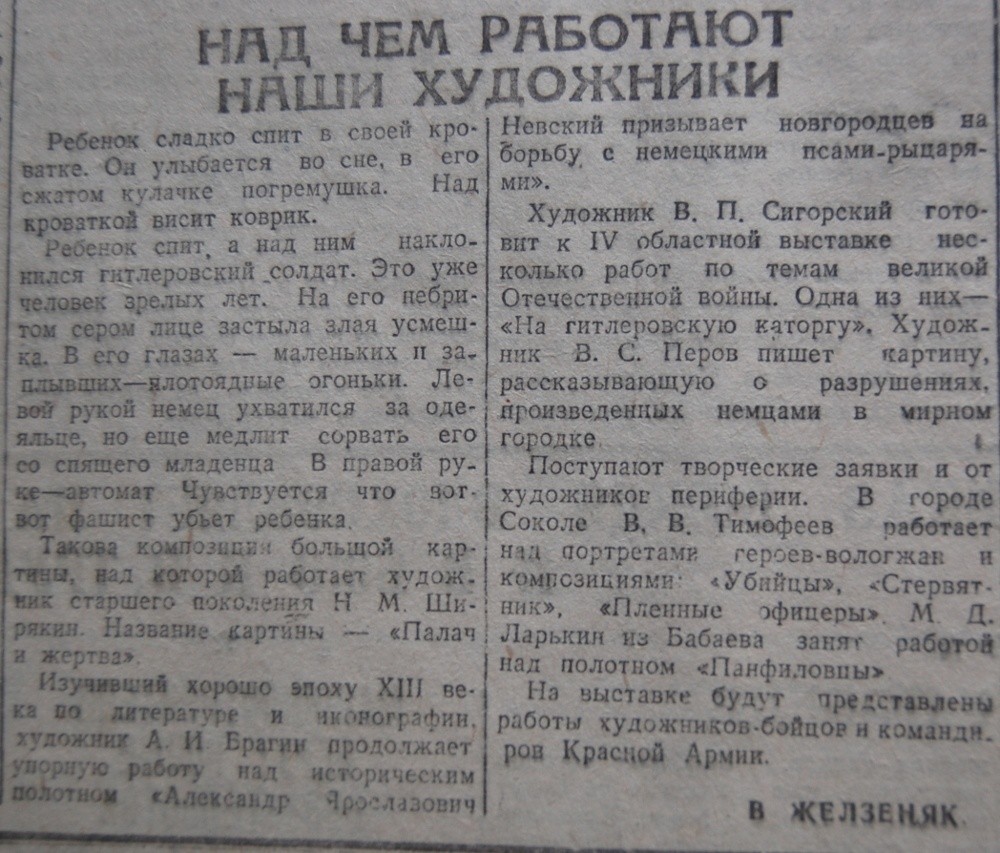 НАД ЧЕМ РАБОТАЮТ
НАШИ ХУДОЖНИКИ
Ребенок сладко спит в своей кро-
ватке. Он улыбается во сне, в его
сжатом кулачке погремушка. Над
кроваткой висит коврик.
Ребенок спит, а над ним накло-
нился гитлеровский солдат. Это уже
человек зрелых лет. На его небри-
том сером лице застыла злая усмеш-
ка. В его глазах — маленьких и за-
плывших—плотоядные огоньки. Ле-
вой рукой немец ухватился за оде-
яльце, но еще медлит сорвать его
со спящего младенца В правой ру-
ке—автомат Чувствуется что вот-
вот фашист убьет ребенка.
Такова композиция большой кар-
тины, над которой работает худож-
ник старшего поколения Н. М. Ши-
рякин. Название картины — «Палач
и жертва».
Изучивший хорошо эпоху XIII ве-
ка по литературе и иконографии,
художник А. И. Брагин продолжает
упорную работу над историческим
полотном «Александр Ярославович
Невский призывает новгородцев на
борьбу с немецкими псами-рыцаря-
ми».
Художник В. П. Сигорский гото-
вит к IV областной выставке нес-
колько работ по темам великой
Отечественной войны. Одна из них—
«На гитлеровскую каторгу». Худож-
ник В. С. Перов пишет картину,
рассказывающую о разрушениях,
произведенных немцами в мирном
городке.
Поступают творческие заявки и от
художников периферии. В городе
Соколе В. В. Тимофеев работает
над портретами героев-вологжан и
композициями: «Убийцы», «Стервят-
ник», «Пленные офицеры». М. Д.
Ларькин из Бабаева занят работой
над полотном «Панфиловцы»
На выставке будут представлены
работы художников-бойцов и команди-
ров Красной Армии.
В ЖЕЛЗЕНЯК.